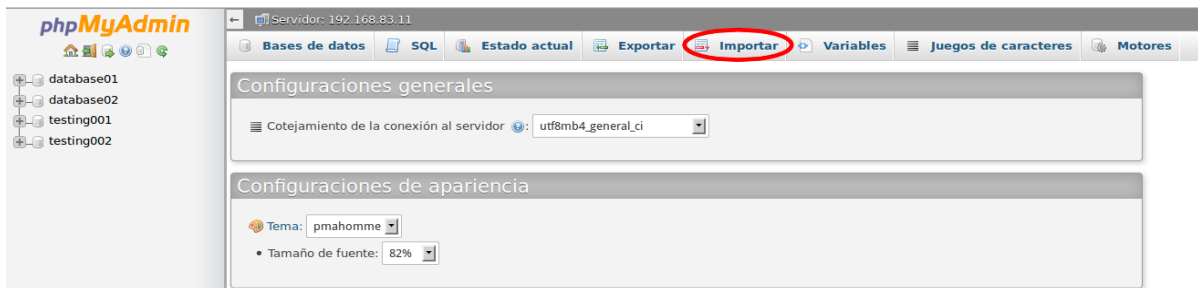 phpMyAdmin
database01
database02
testing001
testing002
Servidor: 192.168.83.11
Bases de datos SQL Estado actual Exportar Importar Variables Juegos de caracteres Motores
Configuraciones generales
Cotejamiento de la conexión al servidor : utf8mb4_general_ci
Configuraciones de apariencia
Tema: pmahomme
• Tamaño de fuente: 82%